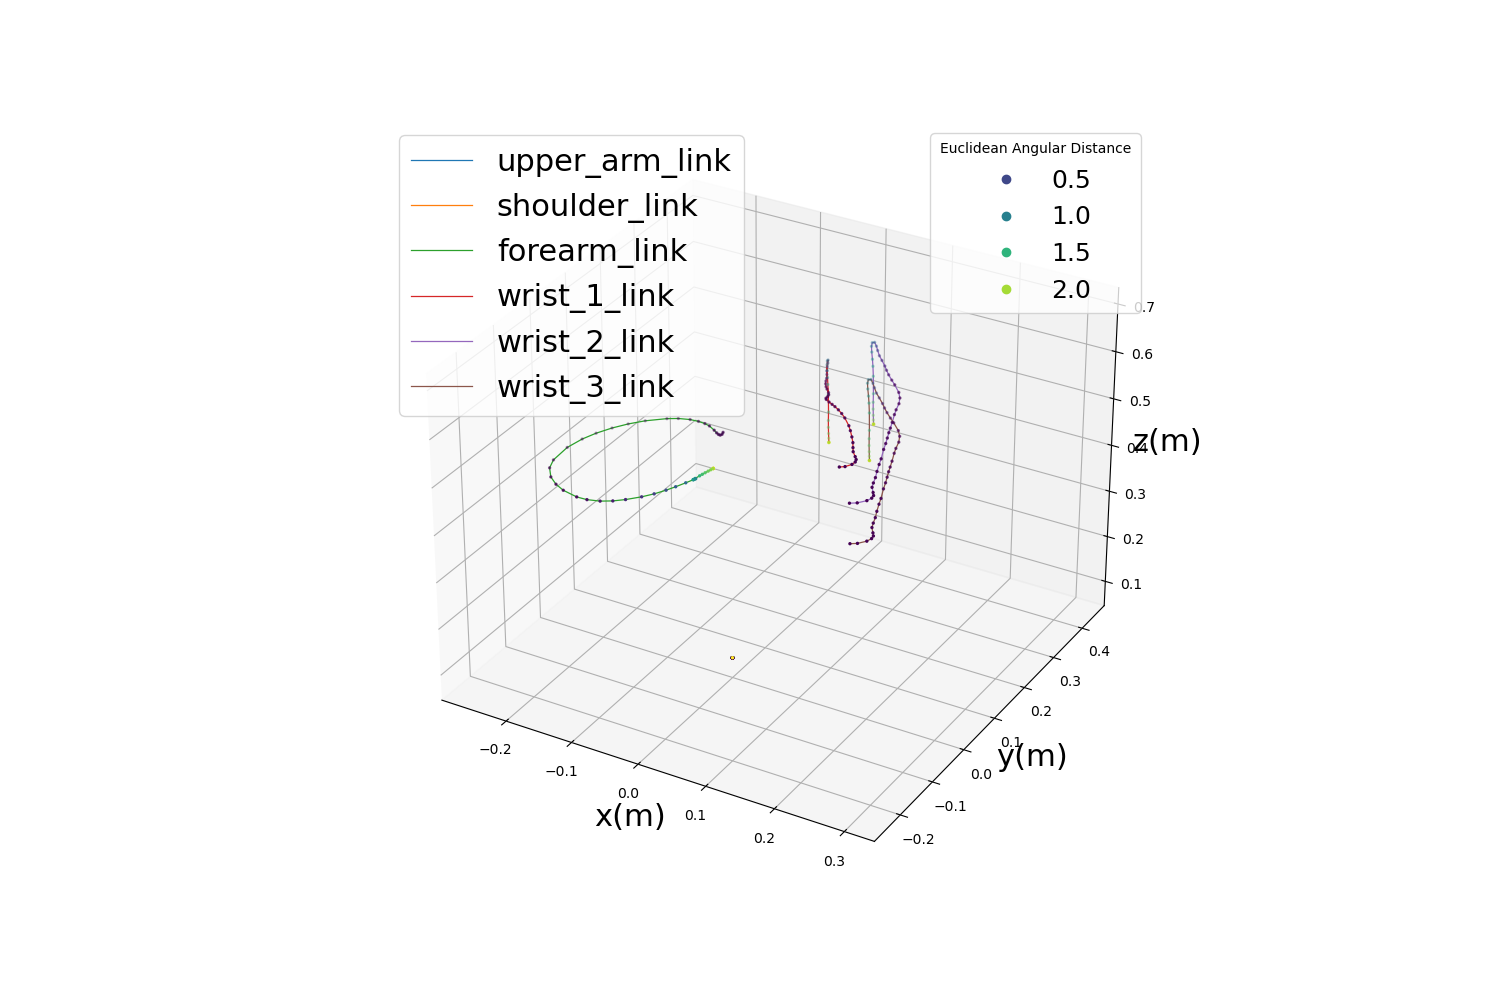 upper_arm_link
shoulder_link
forearm_link
wrist_1_link
wrist_2_link
wrist_3_link
Euclidean Angular Distance
0.5
1.0
1.5
2.0
0.7
0.6
0.5
0.4
z(m)
0.3
0.2
0.1
0.4
0.3
0.2
0.1
y(m)
0.0
−0.1
−0.2
−0.2
−0.1
0.0
0.1
0.2
0.3
x(m)